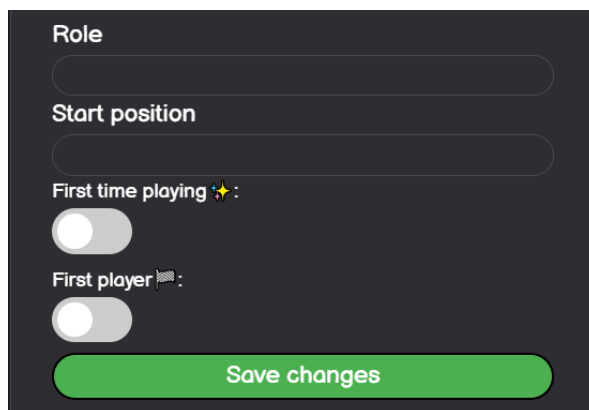 Role
Start position
First time playing✨:
First player🏁:
Save changes